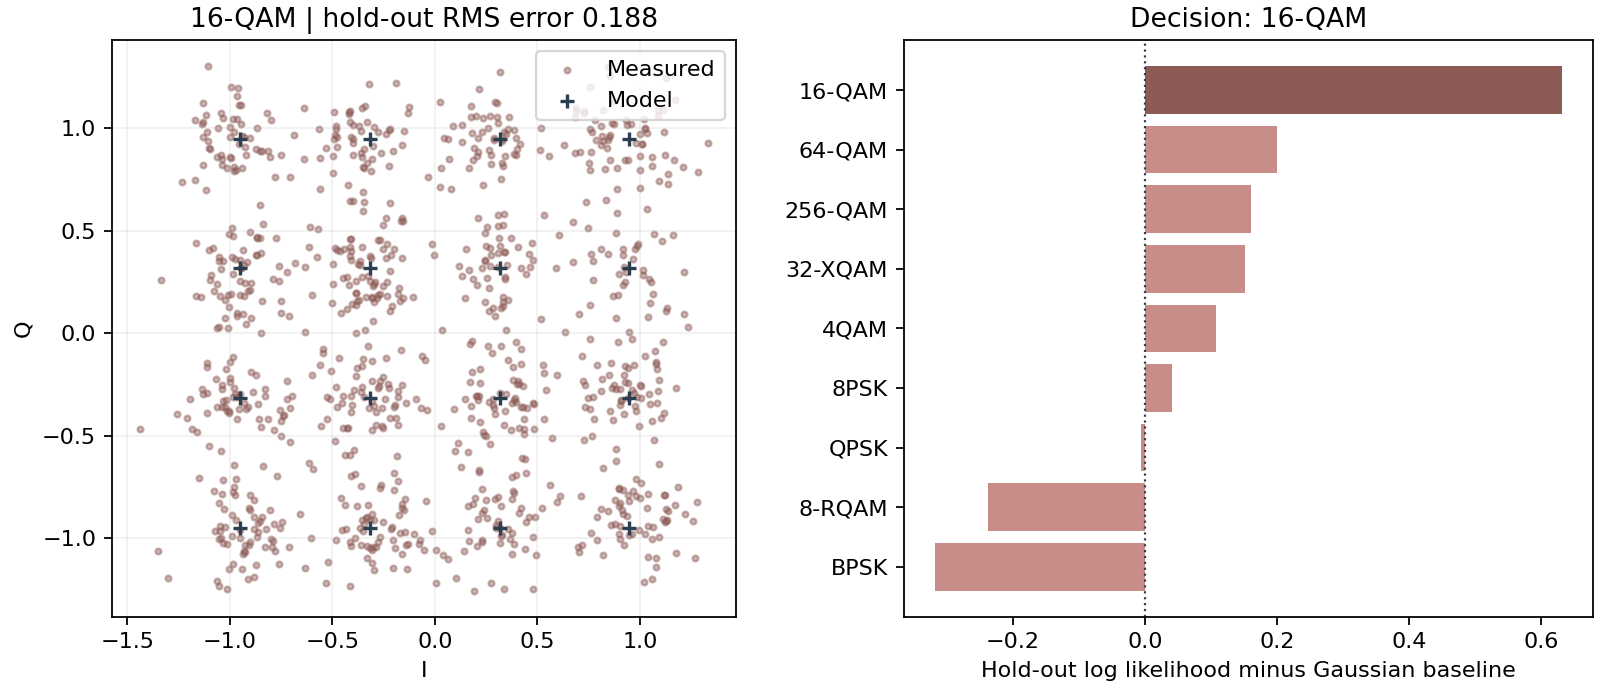 16-QAM | hold-out RMS error 0.188
Measured
Model
1.0
0.5
0.0
−0.5
−1.0
Q
−1.5
−1.0
−0.5
0.0
0.5
1.0
I
Decision: 16-QAM
16-QAM
64-QAM
256-QAM
32-XQAM
4QAM
8PSK
QPSK
8-RQAM
BPSK
−0.2
0.0
0.2
0.4
0.6
Hold-out log likelihood minus Gaussian baseline